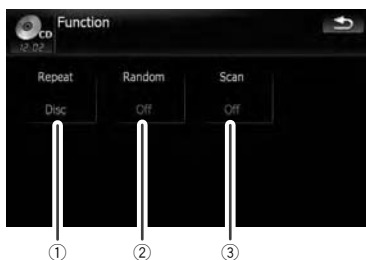 Function
CD
12:02
Repeat Random Scan
Disc Off Off
① ② ③